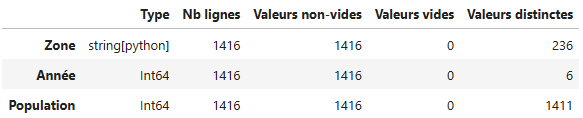 Type Nb lignes Valeurs non-vides Valeurs vides Valeurs distinctes
Zone string[python] 1416 1416 0 236
Année Int64 1416 1416 0 6
Population Int64 1416 1416 0 1411